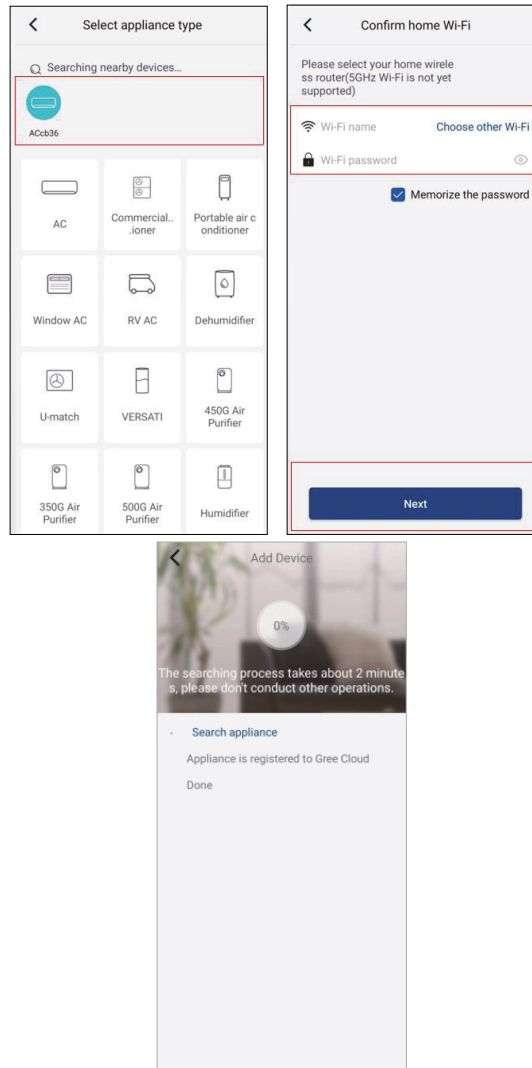 Select appliance type
Searching nearby devices...
ACcb36
AC
Commercial..
.ioner
Portable air c
onditioner
Window AC
RV AC
Dehumidifier
U-match
VERSATI
450G Air
Purifier
350G Air
Purifier
500G Air
Purifier
Humidifier
Confirm home Wi-Fi
Please select your home wirele
ss router(5GHz Wi-Fi is not yet
supported)
Wi-Fi name Choose other Wi-Fi
Wi-Fi password
Memorize the password
Next
Add Device
0%
The searching process takes about 2 minute
s, please don't conduct other operations.
Search appliance
Appliance is registered to Gree Cloud
Done